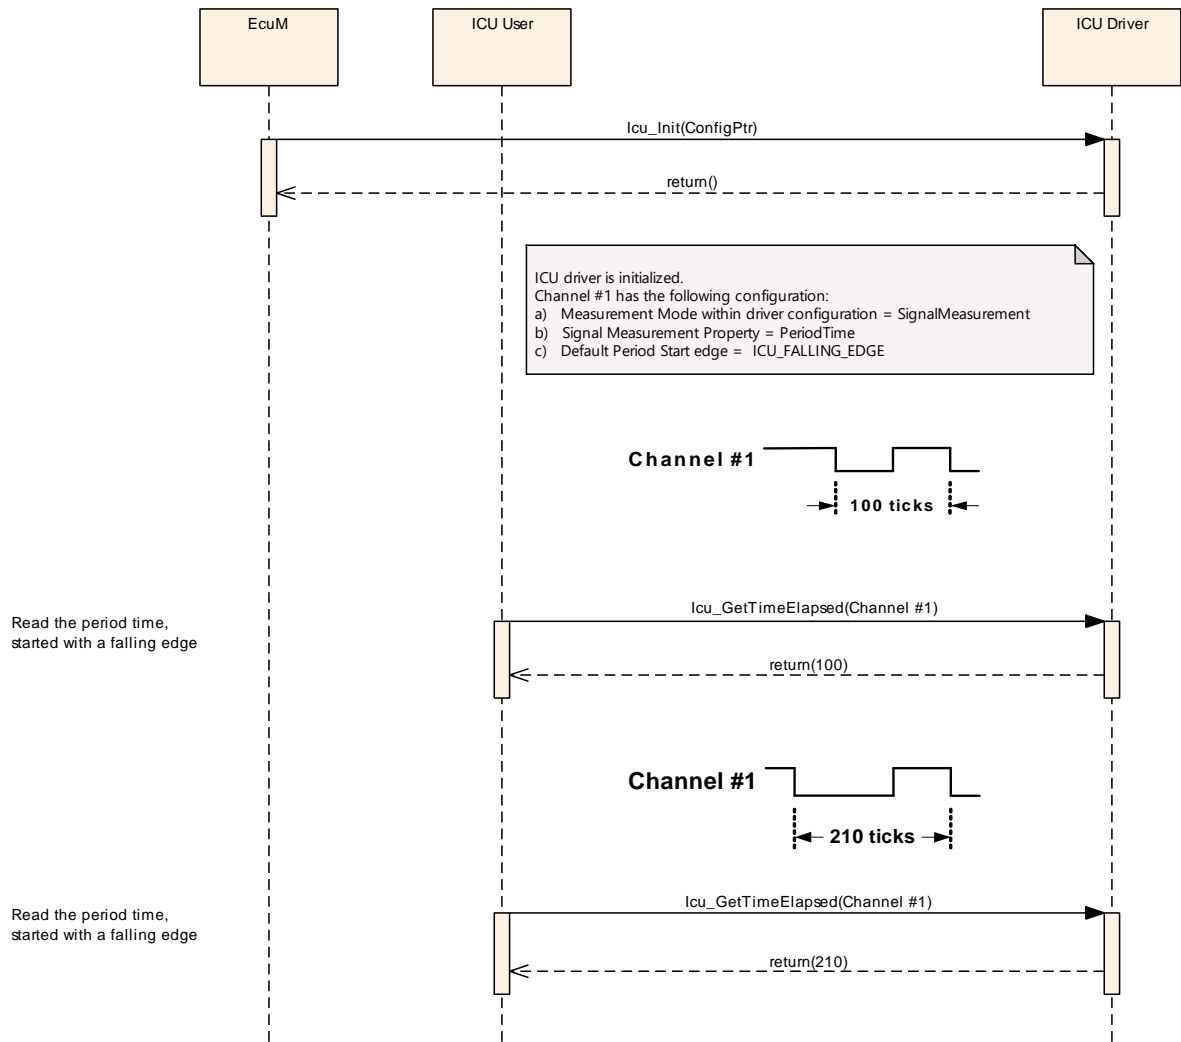 EcuM
ICU User
ICU Driver
Icu_Init(ConfigPtr)
return()
ICU driver is initialized.
Channel #1 has the following configuration:
a) Measurement Mode within driver configuration = SignalMeasurement
b) Signal Measurement Property = PeriodTime
c) Default Period Start edge = ICU_FALLING_EDGE
Channel #1
100 ticks
Icu_GetTimeElapsed(Channel #1)
Read the period time,
started with a falling edge
return(100)
Channel #1
210 ticks
Icu_GetTimeElapsed(Channel #1)
Read the period time,
started with a falling edge
return(210)